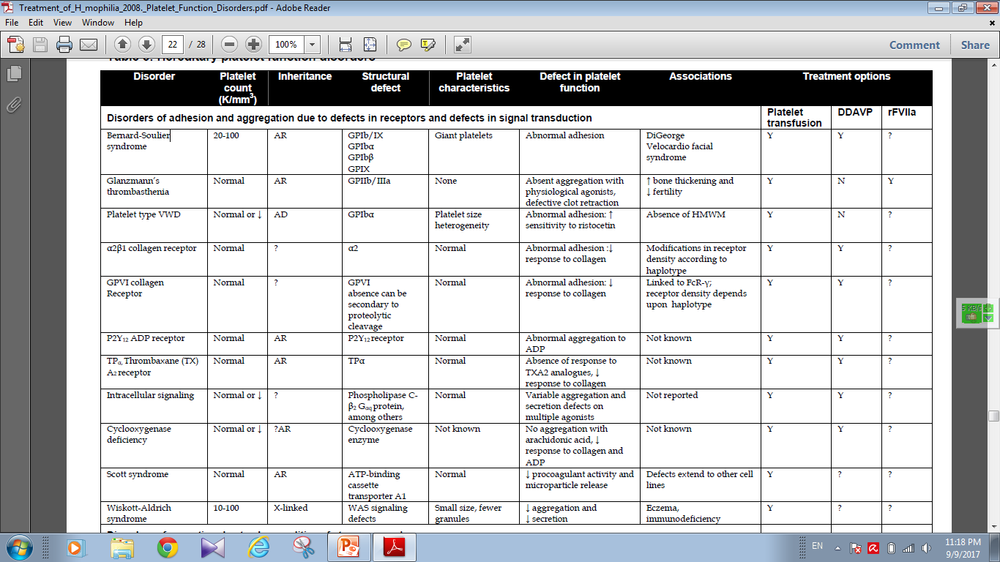 Treatment_of_H_mophilia_2008._Platelet_Function_Disorders.pdf - Adobe Reader
File Edit View Window Help
22 / 28 100% Comment Share
Disorder
Platelet
count
(K/mm3)
Inheritance
Structural
defect
Platelet
characteristics
Defect in platelet
function
Associations
Treatment options
Disorders of adhesion and aggregation due to defects in receptors and defects in signal transduction
Platelet
transfusion
DDAVP
rFVIIa
Bernard-Soulier
syndrome
20-100
AR
GPIb/IX
GPIbα
GPIbβ
GPIX
Giant platelets
Abnormal adhesion
DiGeorge
Velocardio facial
syndrome
Y
Y
?
Glanzmann's
thrombasthenia
Normal
AR
GPIIb/IIIa
None
Absent aggregation with
physiological agonists,
defective clot retraction
↑ bone thickening and
↓ fertility
Y
N
Y
Platelet type VWD
Normal or ↓
AD
GPIbα
Platelet size
heterogeneity
Abnormal adhesion: ↑
sensitivity to ristocetin
Absence of HMWM
Y
N
?
α2β1 collagen receptor
Normal
?
α2
Normal
Abnormal adhesion :↓
response to collagen
Modifications in receptor
density according to
haplotype
Y
Y
?
GPVI collagen
Receptor
Normal
?
GPVI
absence can be
secondary to
proteolytic
cleavage
Normal
Abnormal adhesion: ↓
response to collagen
Linked to FcR-γ;
receptor density depends
upon haplotype
Y
Y
?
P2Y12 ADP receptor
Normal
AR
P2Y12 receptor
Normal
Abnormal aggregation to
ADP
Not known
Y
Y
?
TPα, Thrombaxane (TX)
A2 receptor
Normal
AR
TPα
Normal
Absence of response to
TXA2 analogues, ↓
response to collagen
Not known
Y
Y
?
Intracellular signaling
Normal or ↓
?
Phospholipase C-
β2 Gαq protein,
among others
Normal
Variable aggregation and
secretion defects on
multiple agonists
Not reported
Y
Y
?
Cyclooxygenase
deficiency
Normal or ↓
?AR
Cyclooxygenase
enzyme
Not known
No aggregation with
arachidonic acid, ↓
response to collagen and
ADP
Not known
Y
Y
?
Scott syndrome
Normal
AR
ATP-binding
cassette
transporter A1
Normal
↓ procoagulant activity and
microparticle release
Defects extend to other cell
lines
Y
?
?
Wiskott-Aldrich
syndrome
10-100
X-linked
WAS signaling
defects
Small size, fewer
granules
↓ aggregation and
↓ secretion
Eczema,
immunodeficiency
Y
?
?
EN
11:18 PM
9/9/2017